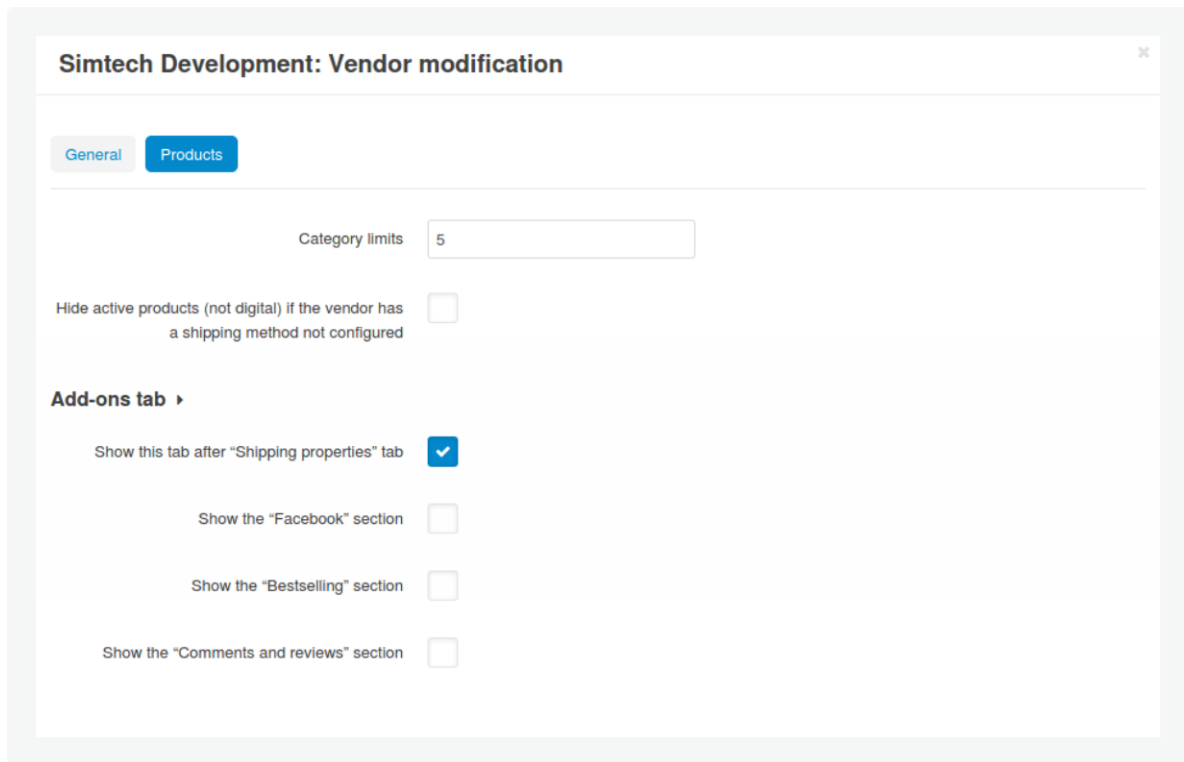 Simtech Development: Vendor modification
General Products
Category limits 5
Hide active products (not digital) if the vendor has
a shipping method not configured
Add-ons tab
Show this tab after “Shipping properties” tab
Show the “Facebook” section
Show the “Bestselling” section
Show the “Comments and reviews” section